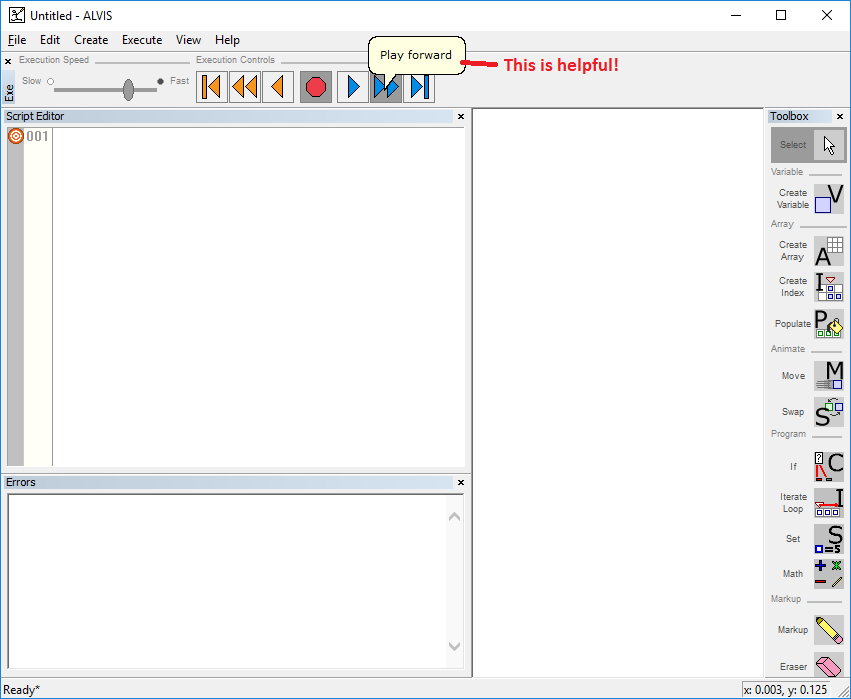 Untitled - ALVIS
File Edit Create Execute View Help
Execution Speed
Execution Controls
Play forward
This is helpful!
Exe
Slow
Fast
Script Editor
001
Errors
Toolbox
Select
Variable
Create
Variable
V
Array
Create
Array
A
Create
Index
I
Populate
P
Animate
Move
M
Swap
S
Program
If
?
C
Iterate
Loop
I
Set
S
=5
Math
Markup
Markup
Eraser
Ready*
x: 0.003, y: 0.125